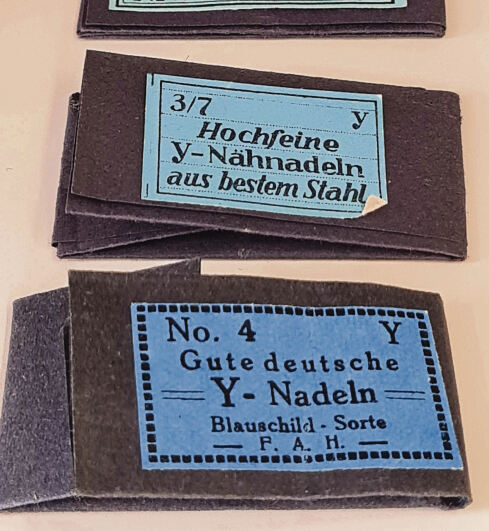 3/7 y
Hochfeine
y-Nähnadeln
aus bestem Stahl
No. 4 Y
Gute deutsche
Y- Nadeln
Blauschild - Sorte
— F. A. H. —